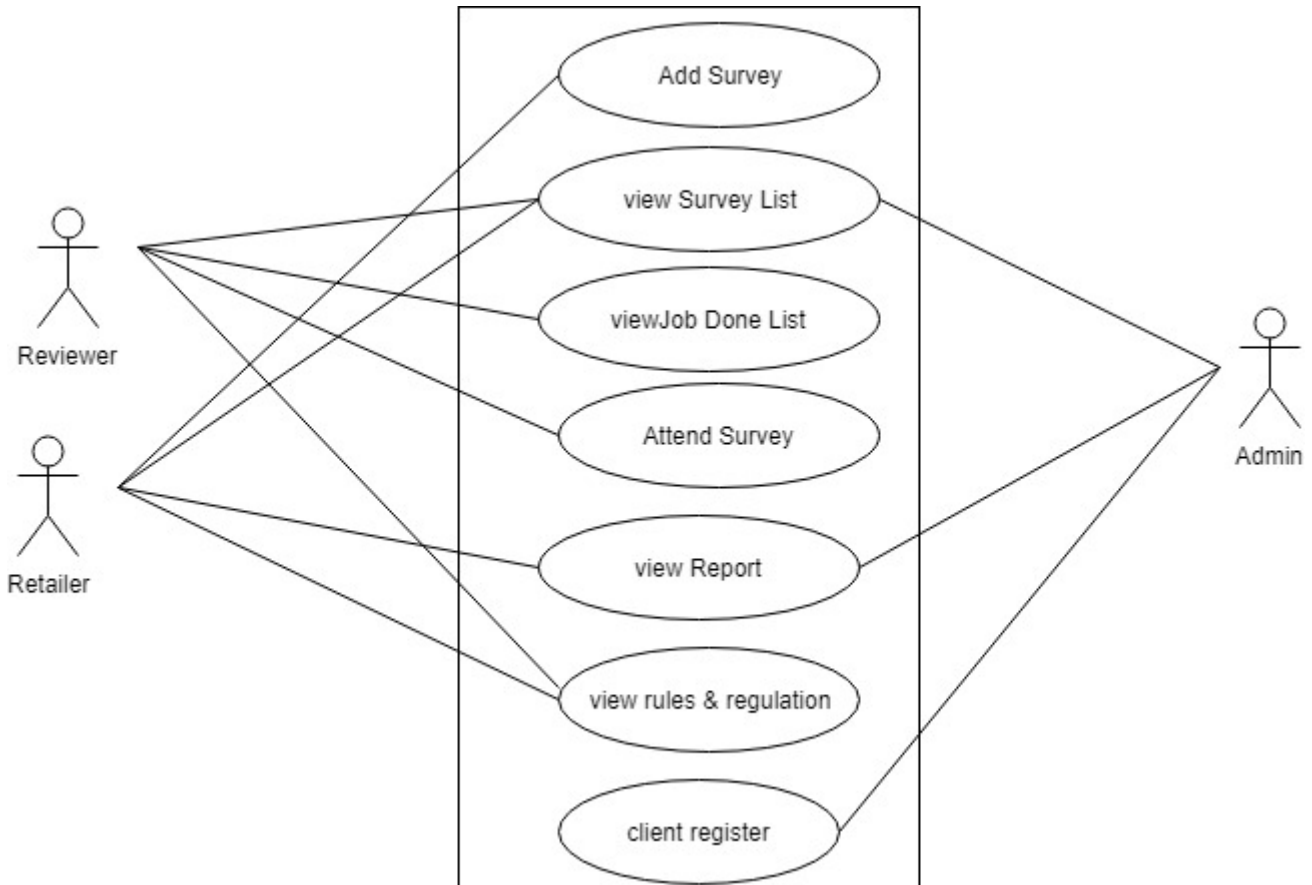 Add Survey
view Survey List
Reviewer
viewJob Done List
Attend Survey
Admin
Retailer
view Report
view rules & regulation
client register